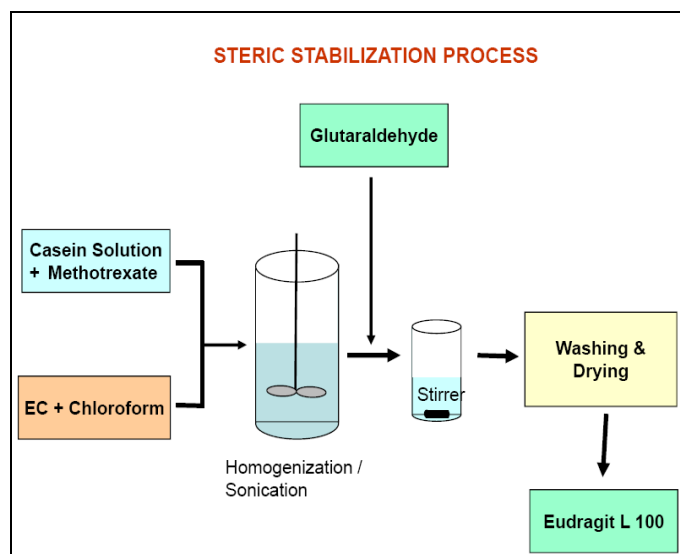 STERIC STABILIZATION PROCESS
Glutaraldehyde
Casein Solution
+ Methotrexate
EC + Chloroform
Homogenization /
Sonication
Stirrer
Washing &
Drying
Eudragit L 100